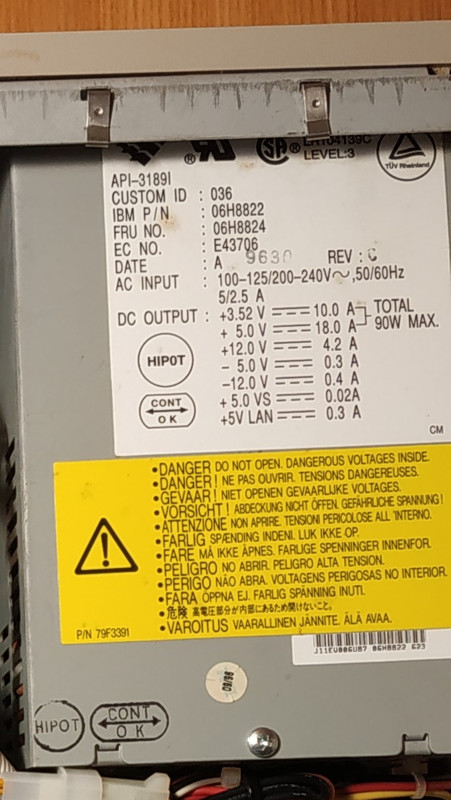 LR104139C
LEVEL:3
TÜV Rheinland
API-3189I
CUSTOM ID : 036
IBM P/N : 06H8822
FRU NO. : 06H8824
EC NO. : E43706
DATE : A 9630 REV : C
AC INPUT : 100-125/200-240V~,50/60Hz
5/2.5 A
DC OUTPUT : +3.52 V 10.0 A
+ 5.0 V 18.0 A
TOTAL
90W MAX.
+12.0 V 4.2 A
- 5.0 V 0.3 A
-12.0 V 0.4 A
+ 5.0 VS 0.02A
+5V LAN 0.3 A
HIPOT
CONT
OK
CM
•DANGER DO NOT OPEN. DANGEROUS VOLTAGES INSIDE.
•DANGER! NE PAS OUVRIR. TENSIONS DANGEREUSES.
•GEVAAR! NIET OPENEN GEVAARLIJKE VOLTAGES.
•VORSICHT! ABDECKUNG NICHT ÖFFEN, GEFÄHRLICHE SPANNUNG!
•ATTENZIONE NON APRIRE. TENSIONI PERICOLOSE ALL 'INTERNO.
•FARLIG SPÆNDING INDENI. LUK IKKE OP.
•FARE MÅ IKKE ÅPNES. FARLIGE SPENNINGER INNENFOR.
•PELIGRO NO ABRIR. PELIGRO ALTA TENSION.
•PERIGO NÃO ABRA. VOLTAGENS PERIGOSAS NO INTERIOR.
•FARA ÖPPNA EJ. FARLIG SPÄNNING INUTI.
•危険 高電圧部分が内部にあるため開けないこと。
•VAROITUS VAARALLINEN JÄNNITE. ÄLÄ AVAA.
P/N 79F3391
J11EV006U87 06H8822 623
09/96
HIPOT
CONT
OK